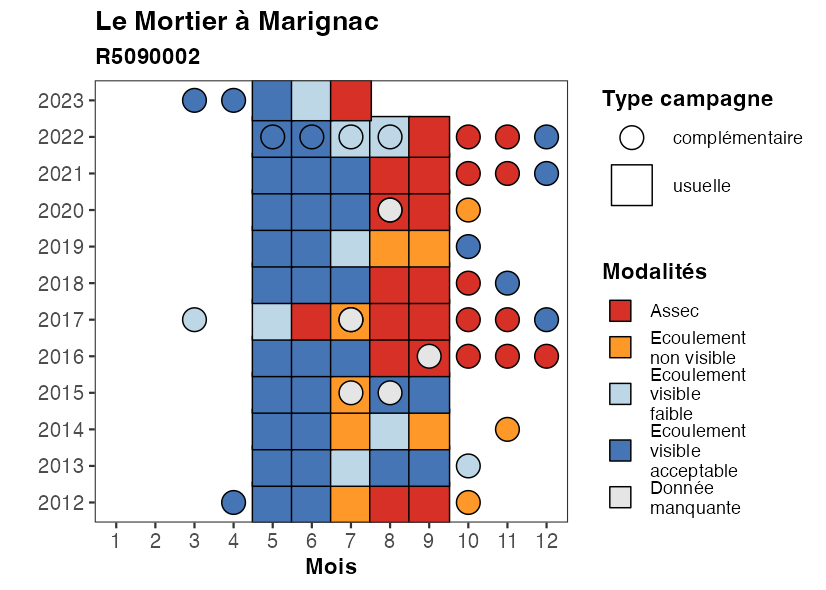 Le Mortier à Marignac
R5090002
2023
2022
2021
2020
2019
2018
2017
2016
2015
2014
2013
2012
1 2 3 4 5 6 7 8 9 10 11 12
Mois
Type campagne
complémentaire
usuelle
Modalités
Assec
Ecoulement
non visible
Ecoulement
visible
faible
Ecoulement
visible
acceptable
Donnée
manquante